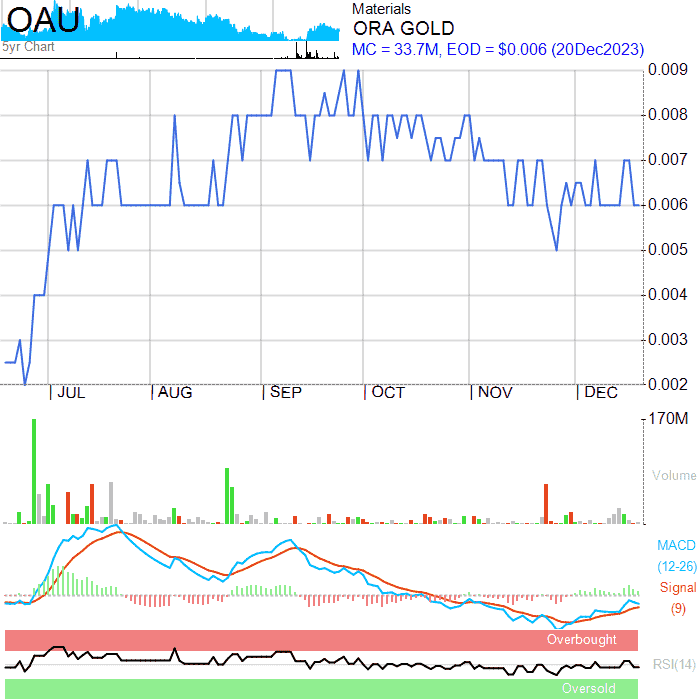 OAU
5yr Chart
Materials
ORA GOLD
MC = 33.7M, EOD = $0.006 (20Dec2023)
0.009
0.008
0.007
0.006
0.005
0.004
0.003
0.002
JUL AUG SEP OCT NOV DEC
170M
Volume
MACD
(12-26)
Signal
(9)
Overbought
RSI(14)
Oversold